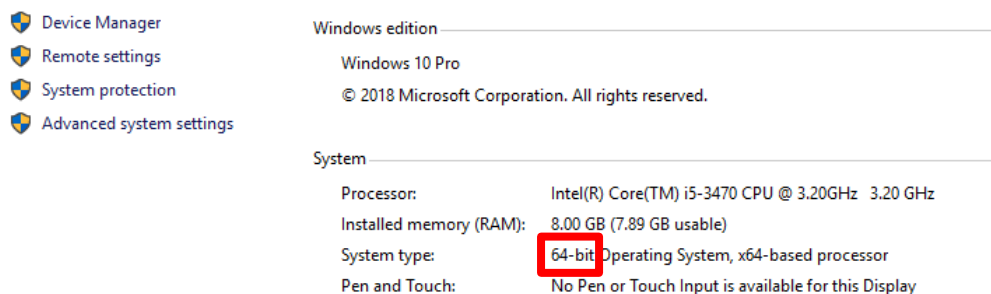 Device Manager
Remote settings
System protection
Advanced system settings
Windows edition
Windows 10 Pro
© 2018 Microsoft Corporation. All rights reserved.
System
Processor: Intel(R) Core(TM) i5-3470 CPU @ 3.20GHz 3.20 GHz
Installed memory (RAM): 8.00 GB (7.89 GB usable)
System type: 64-bit Operating System, x64-based processor
Pen and Touch: No Pen or Touch Input is available for this Display